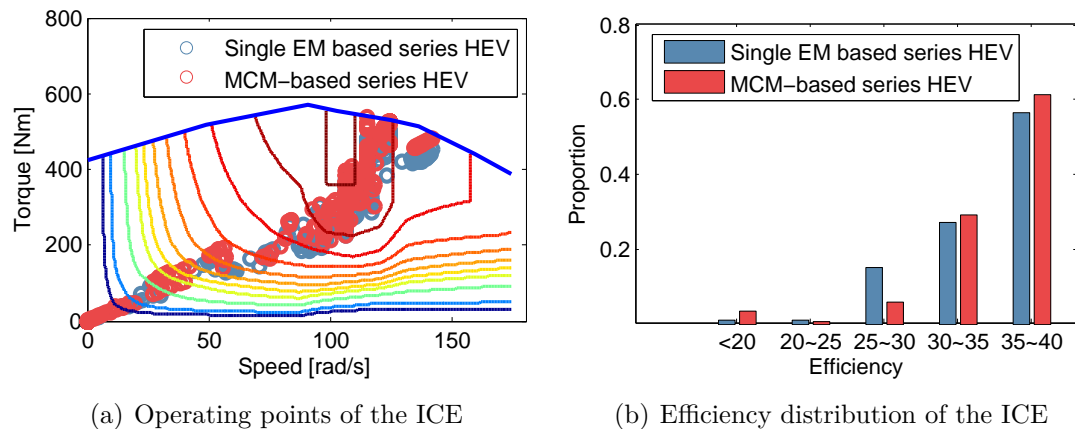 800
600
400
200
0
Torque [Nm]
Single EM based series HEV
MCM−based series HEV
0 50 100 150
Speed [rad/s]
(a) Operating points of the ICE
0.8
0.6
0.4
0.2
Proportion
Single EM based series HEV
MCM−based series HEV
<20 20~25 25~30 30~35 35~40
Efficiency
(b) Efficiency distribution of the ICE